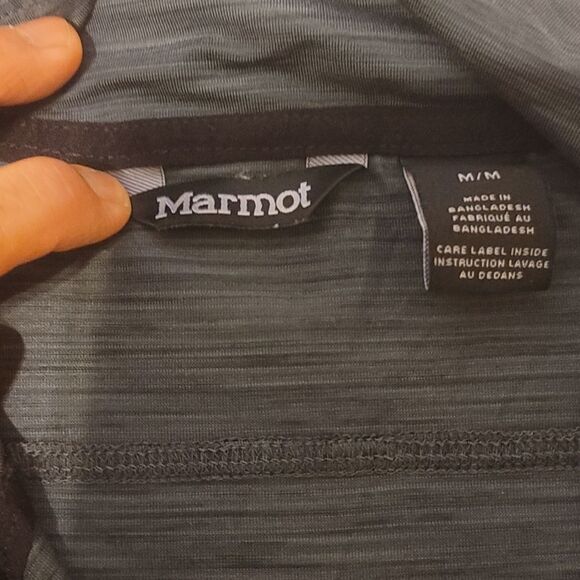 Marmot
M/M
MADE IN
BANGLADESH
FABRIQUÉ AU
BANGLADESH
CARE LABEL INSIDE
INSTRUCTION LAVAGE
AU DEDANS